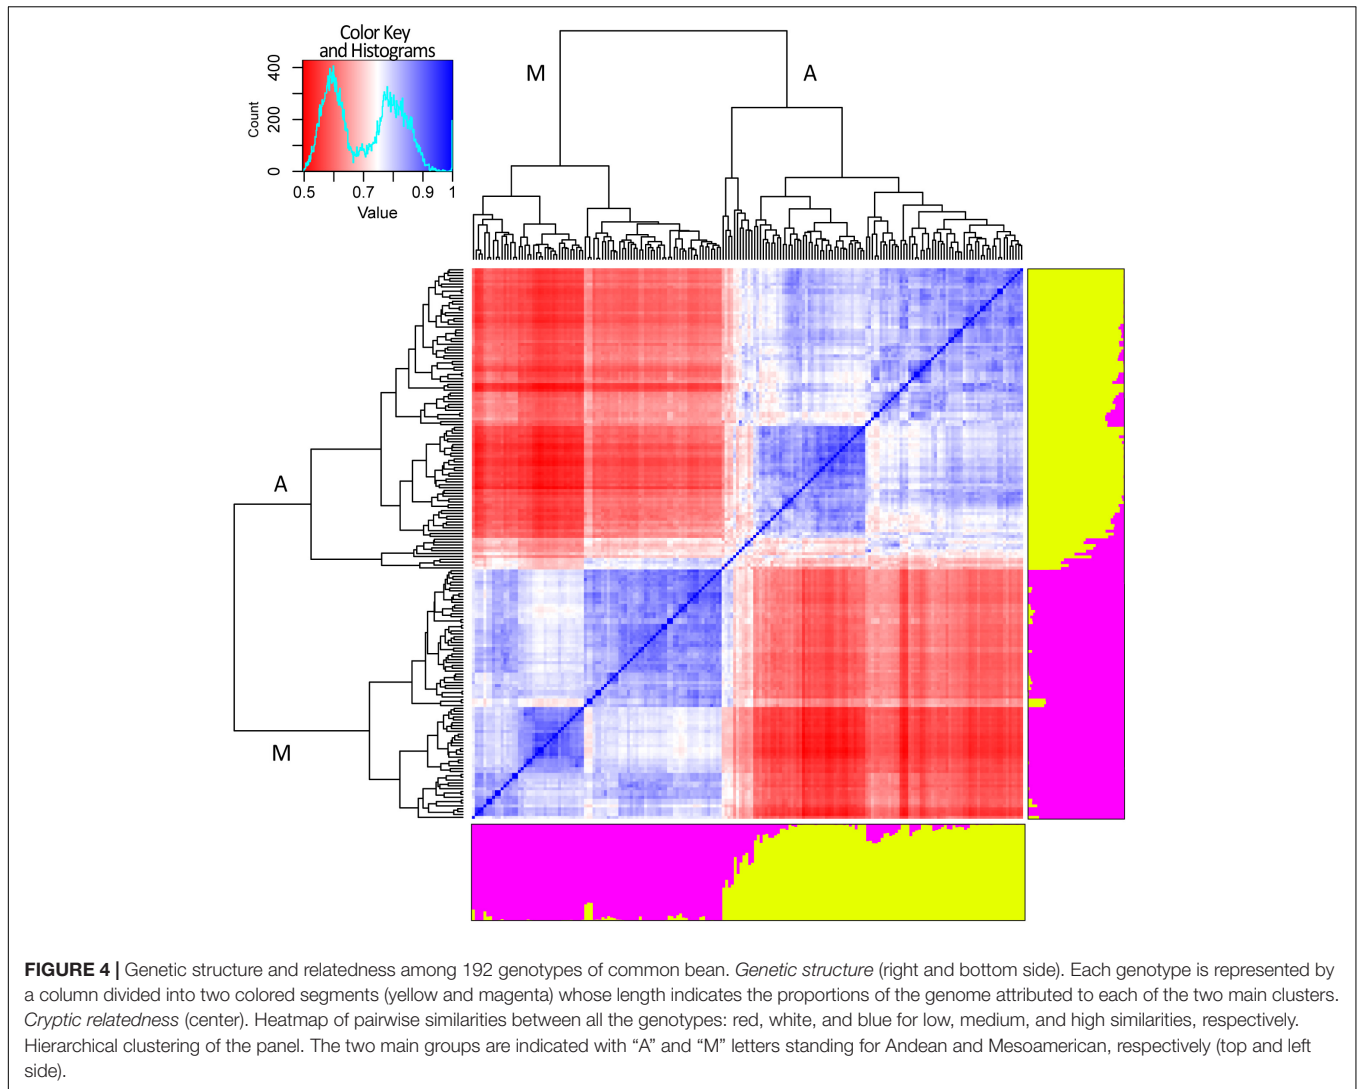 Color Key
and Histograms
Count
0
200
400
0.5
0.7
0.9
1
Value
M
A
A
M
FIGURE 4 | Genetic structure and relatedness among 192 genotypes of common bean. Genetic structure (right and bottom side). Each genotype is represented by
a column divided into two colored segments (yellow and magenta) whose length indicates the proportions of the genome attributed to each of the two main clusters.
Cryptic relatedness (center). Heatmap of pairwise similarities between all the genotypes: red, white, and blue for low, medium, and high similarities, respectively.
Hierarchical clustering of the panel. The two main groups are indicated with “A” and “M” letters standing for Andean and Mesoamerican, respectively (top and left
side).